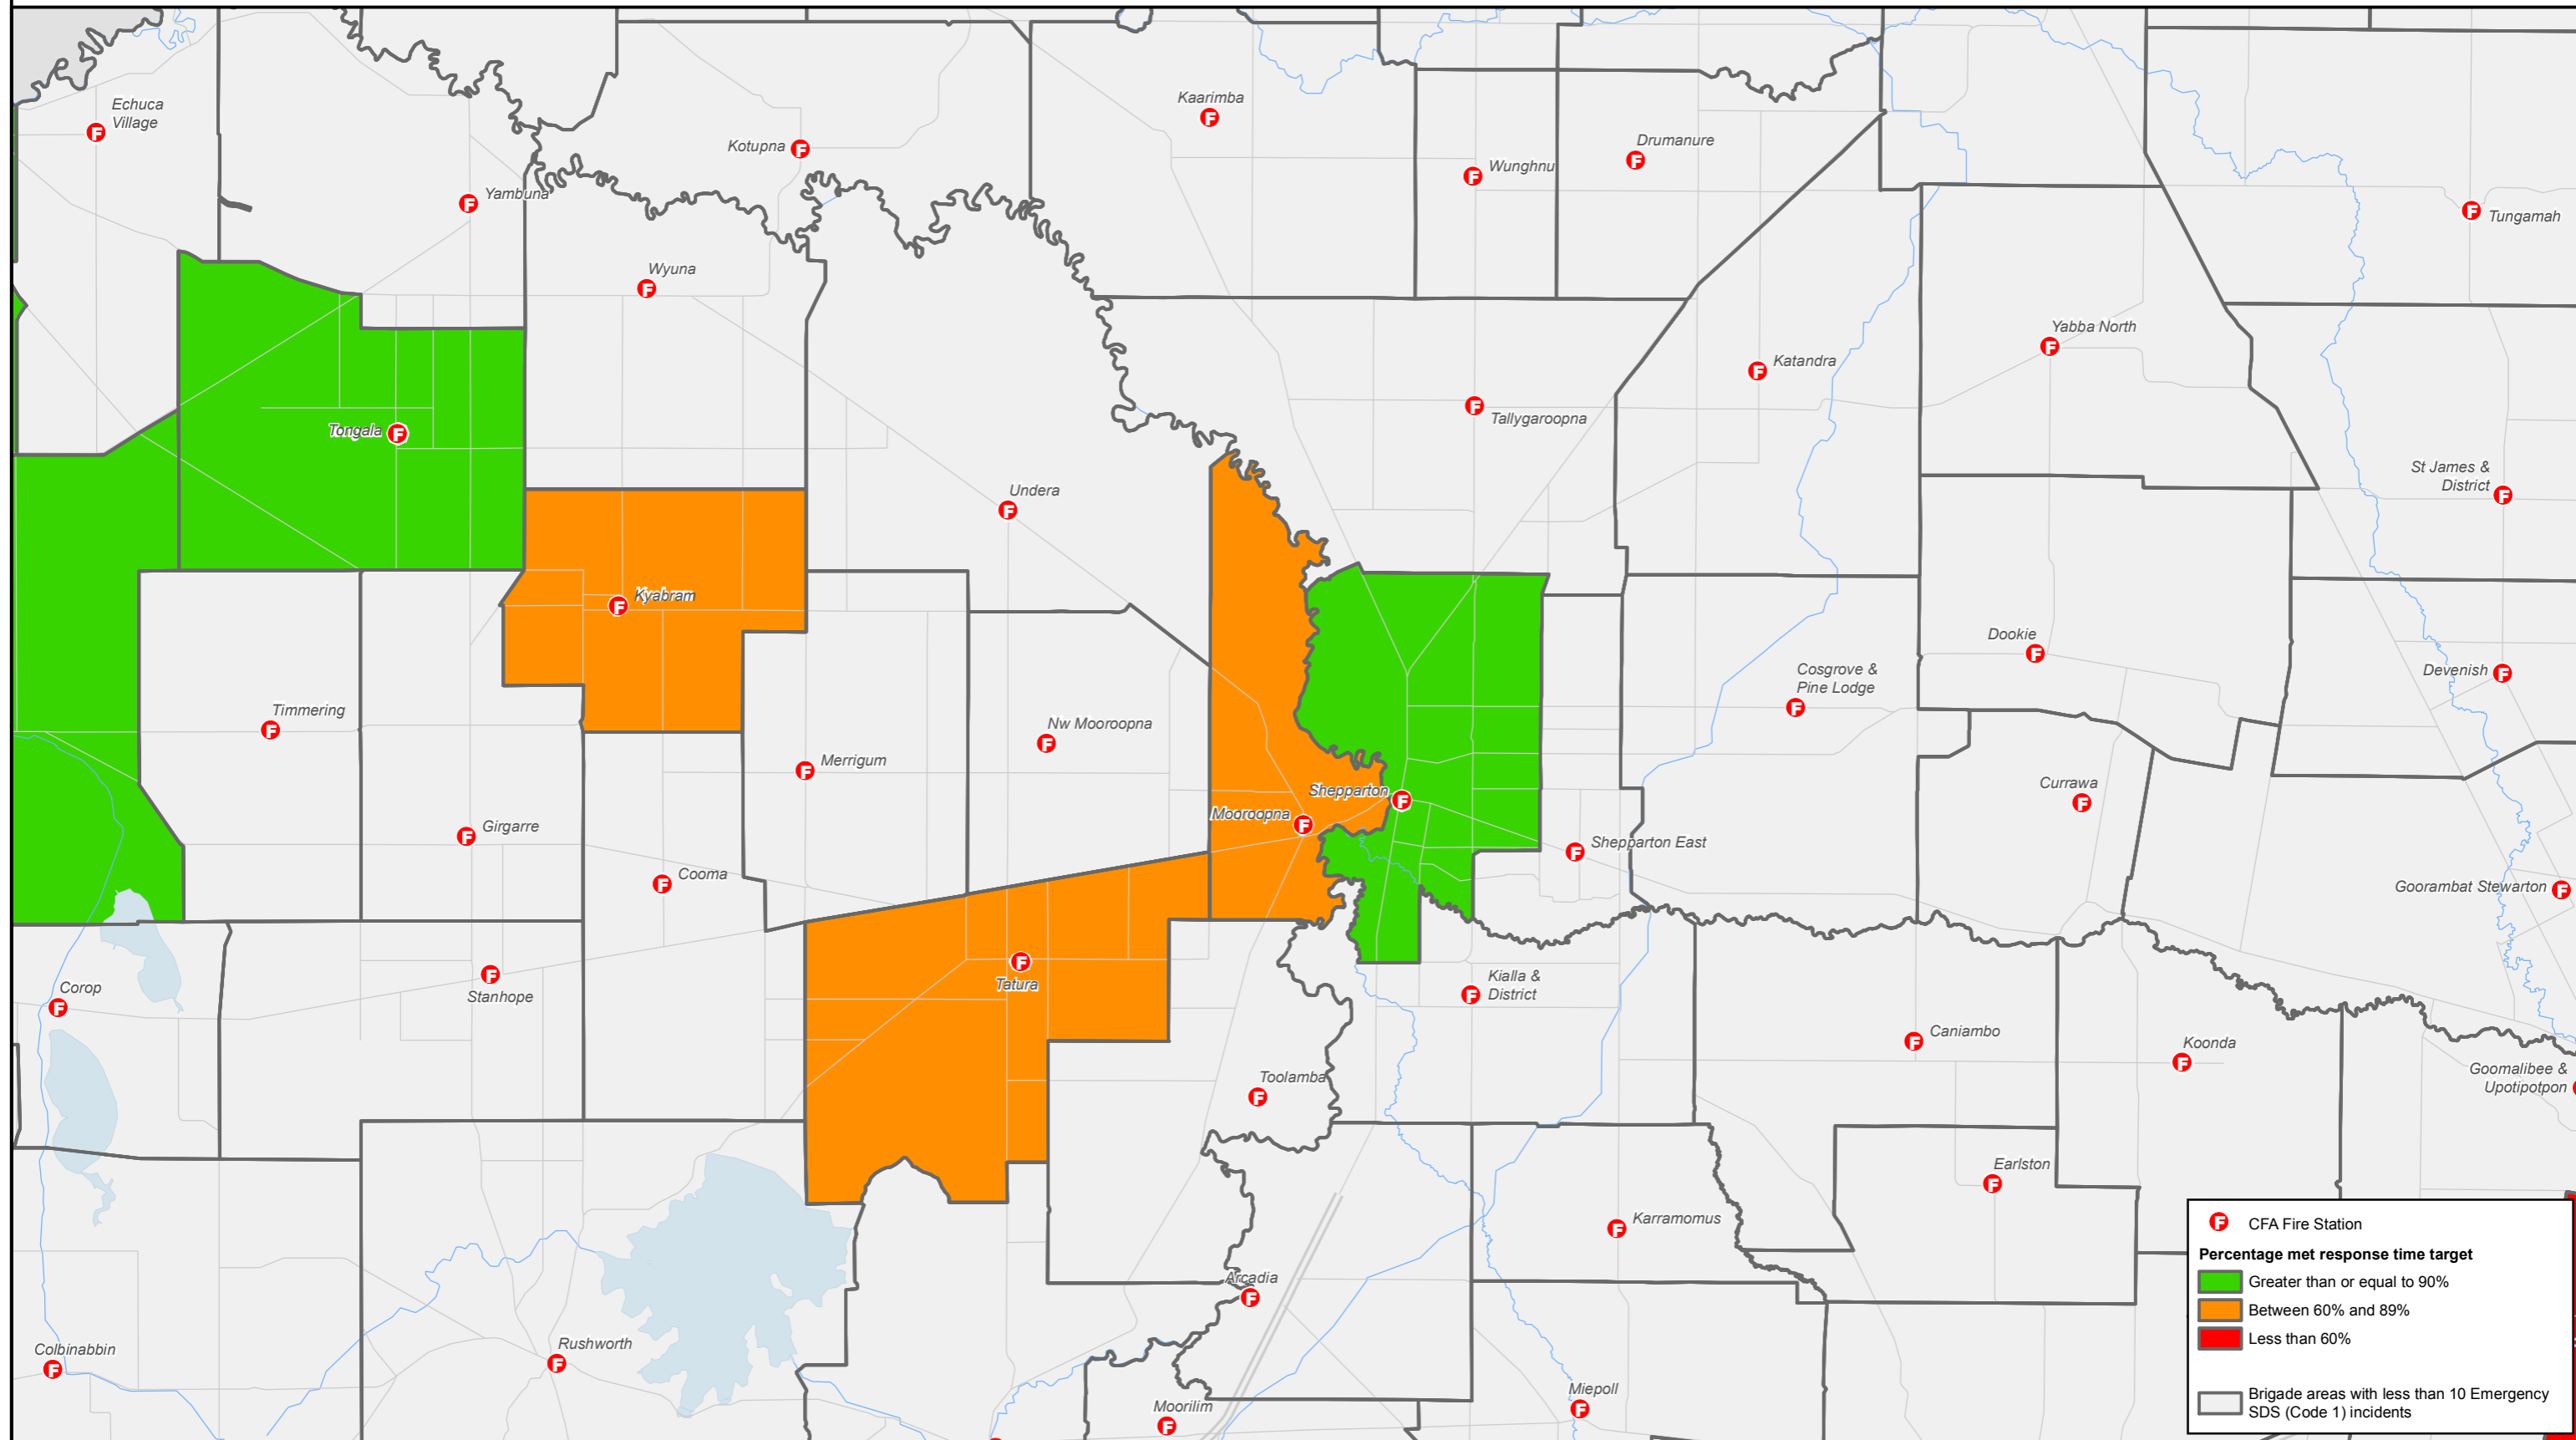 Echuca
Village
Kaarimba
Kotupna
Drumanure
Wunghnu
Yambuna
Tungamah
Wyuna
Yabba North
Katandra
Tongala
Tallygaroopna
St James &
District
Undera
Kyabram
Dookie
Cosgrove &
Pine Lodge
Devenish
Timmering
Nw Mooroopna
Merrigum
Currawa
Shepparton
Mooroopna
Girgarre
Shepparton East
Cooma
Goorambat Stewarton
Corop
Stanhope
Tatura
Kialla &
District
Caniambo
Koonda
Toolamba
Goomalibee &
Upotipotpon
Earlston
Karramomus
Arcadia
Colbinabbin
Rushworth
Miepoll
Moorilim
F CFA Fire Station
Percentage met response time target
Greater than or equal to 90%
Between 60% and 89%
Less than 60%
Brigade areas with less than 10 Emergency
SDS (Code 1) incidents